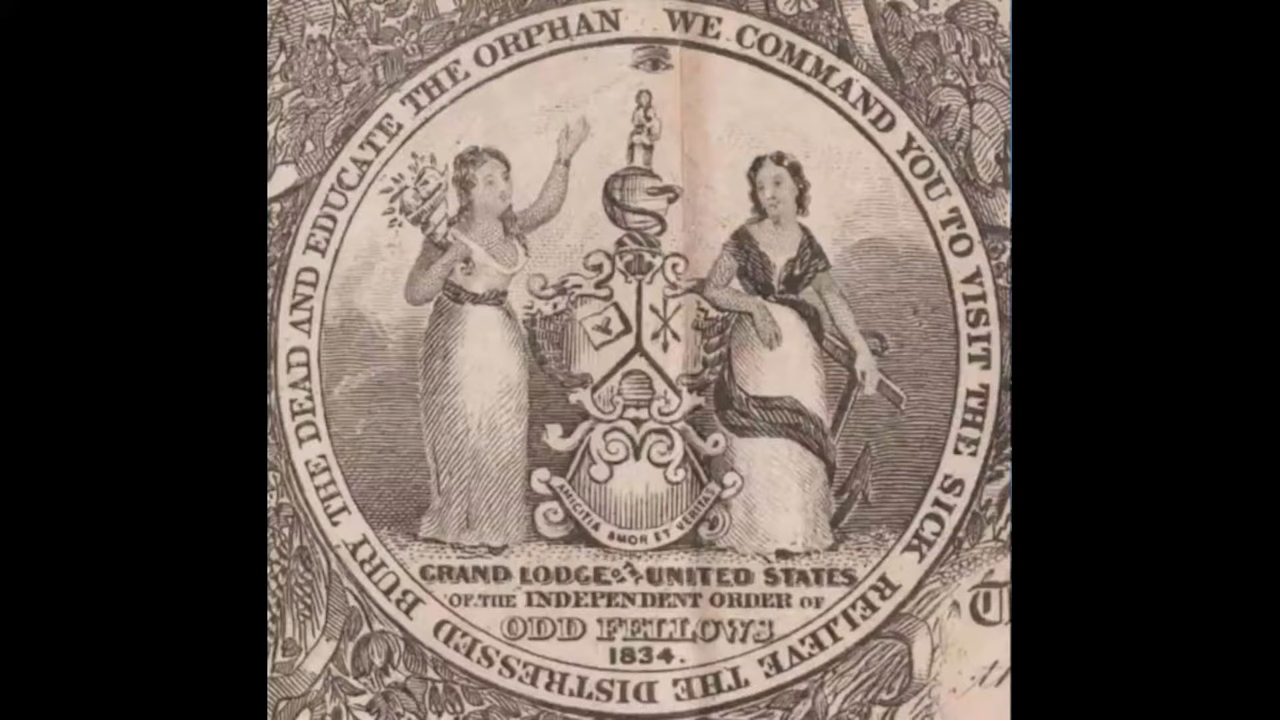 WE COMMAND YOU TO VISIT THE SICK RELIEVE THE DISTRESSED BURY THE DEAD AND EDUCATE THE ORPHAN
AMICITIA AMOR ET VERITAS
GRAND LODGE OF THE UNITED STATES
OF THE INDEPENDENT ORDER OF
ODD FELLOWS
1834.